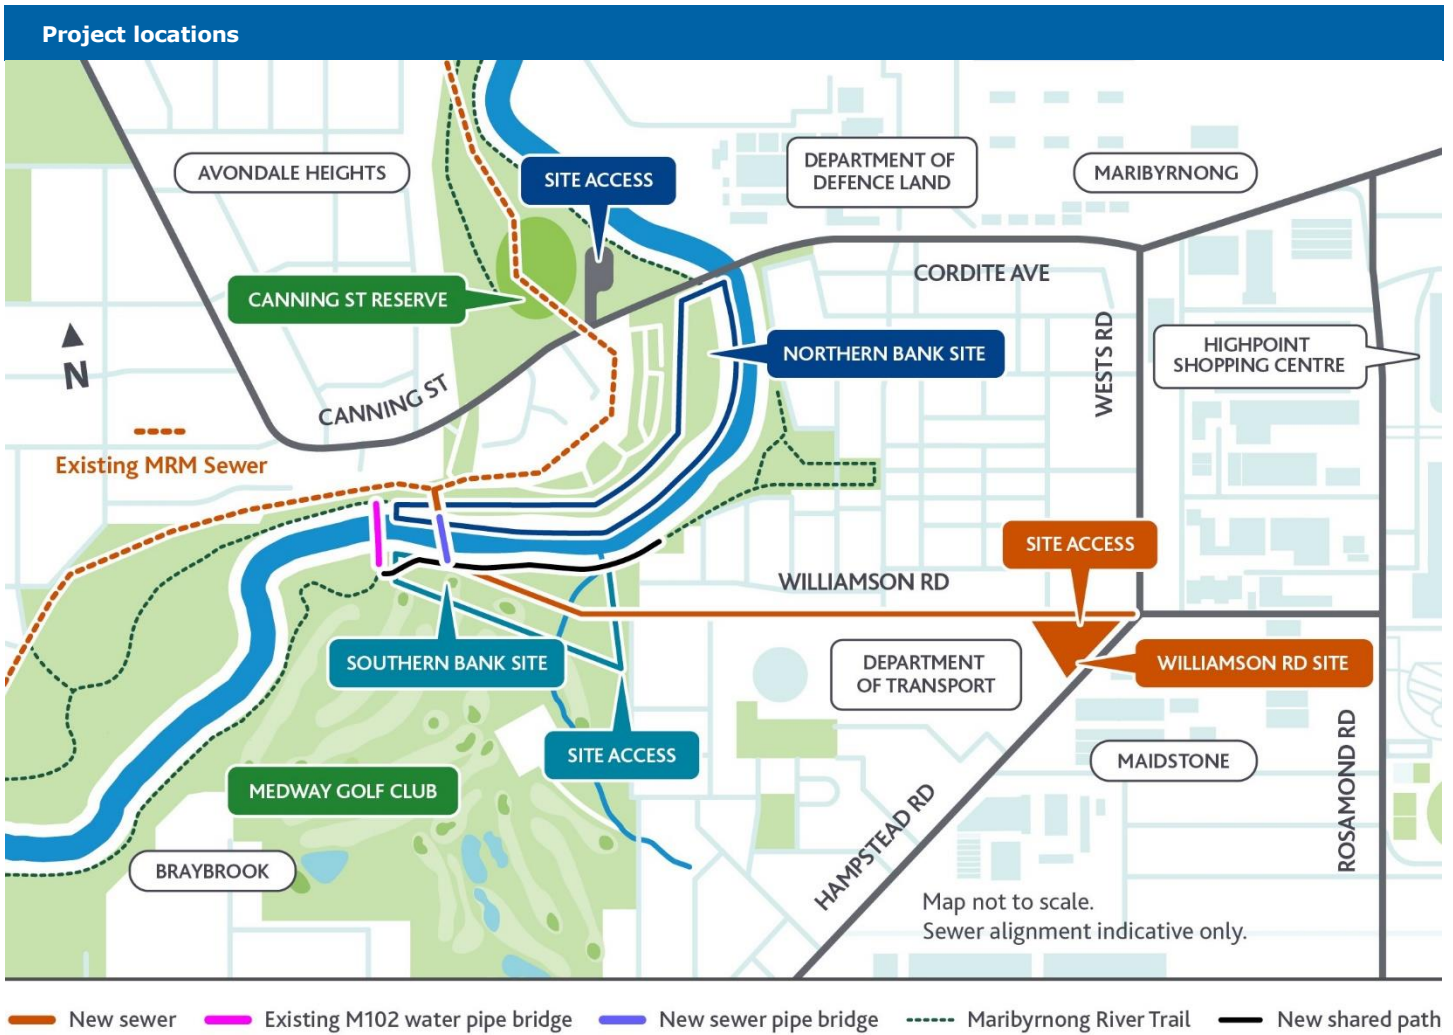 Project locations
AVONDALE HEIGHTS
SITE ACCESS
DEPARTMENT OF
DEFENCE LAND
MARIBYRNONG
CANNING ST RESERVE
CORDITE AVE
N
NORTHERN BANK SITE
WESTS RD
HIGHPOINT
SHOPPING CENTRE
CANNING ST
Existing MRM Sewer
SITE ACCESS
WILLIAMSON RD
SOUTHERN BANK SITE
DEPARTMENT
OF TRANSPORT
WILLIAMSON RD SITE
SITE ACCESS
MAIDSTONE
ROSAMOND RD
MEDWAY GOLF CLUB
HAMPSTEAD RD
BRAYBROOK
Map not to scale.
Sewer alignment indicative only.
New sewer
Existing M102 water pipe bridge
New sewer pipe bridge
Maribyrnong River Trail
New shared path